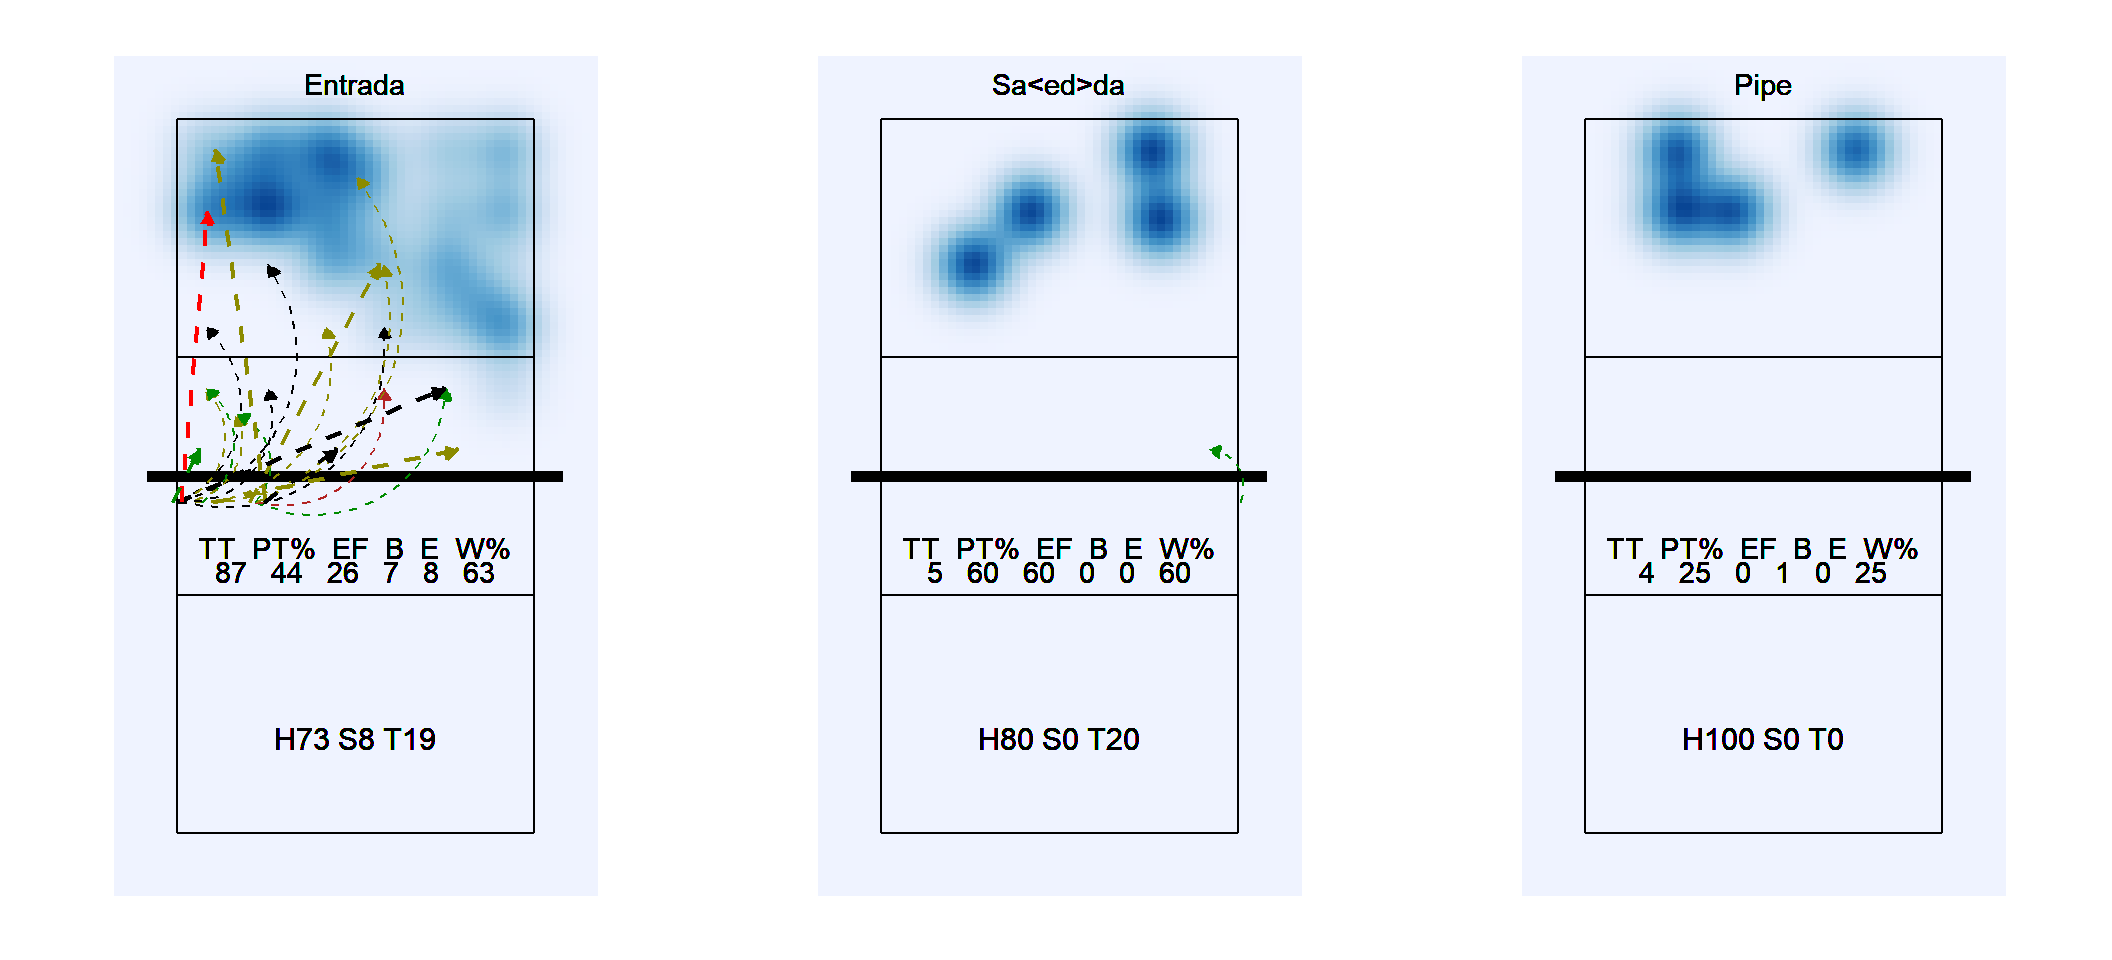 Entrada
TT PT% EF B E W%
87 44 26 7 8 63
H73 S8 T19
Sa<ed>da
TT PT% EF B E W%
5 60 60 0 0 60
H80 S0 T20
Pipe
TT PT% EF B E W%
4 25 0 1 0 25
H100 S0 T0